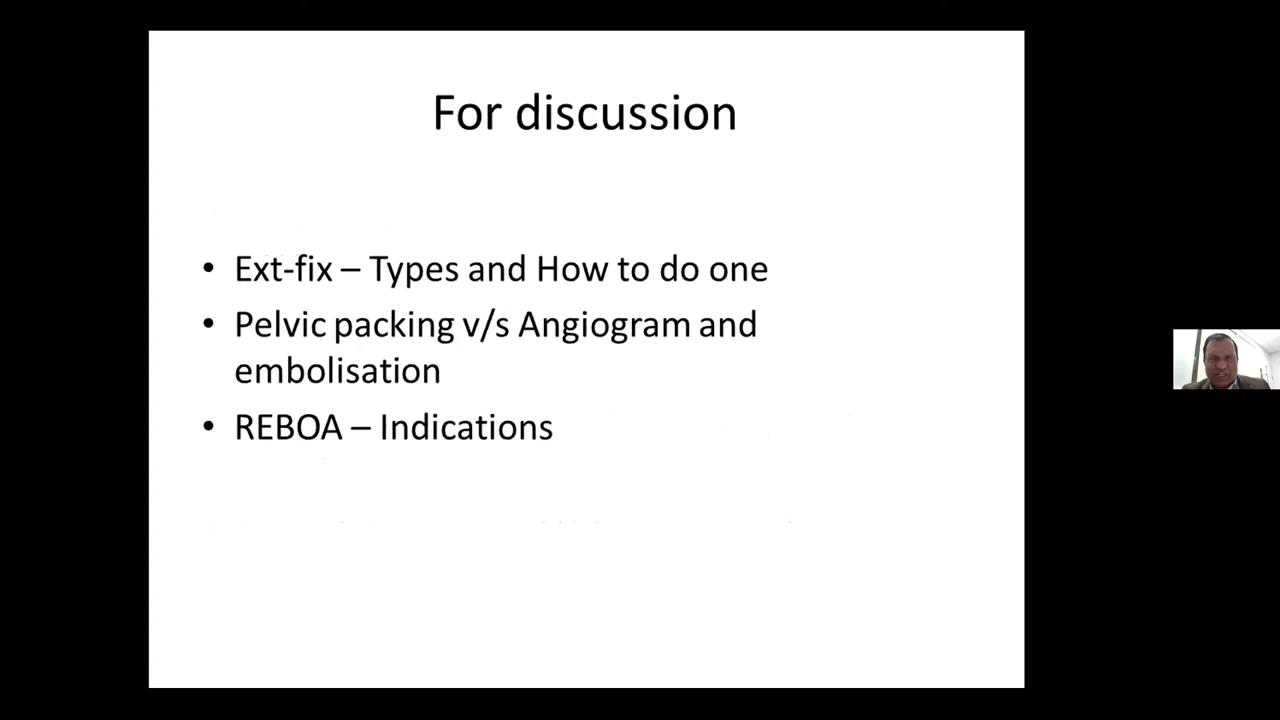 For discussion
• Ext-fix – Types and How to do one
• Pelvic packing v/s Angiogram and
embolisation
• REBOA – Indications